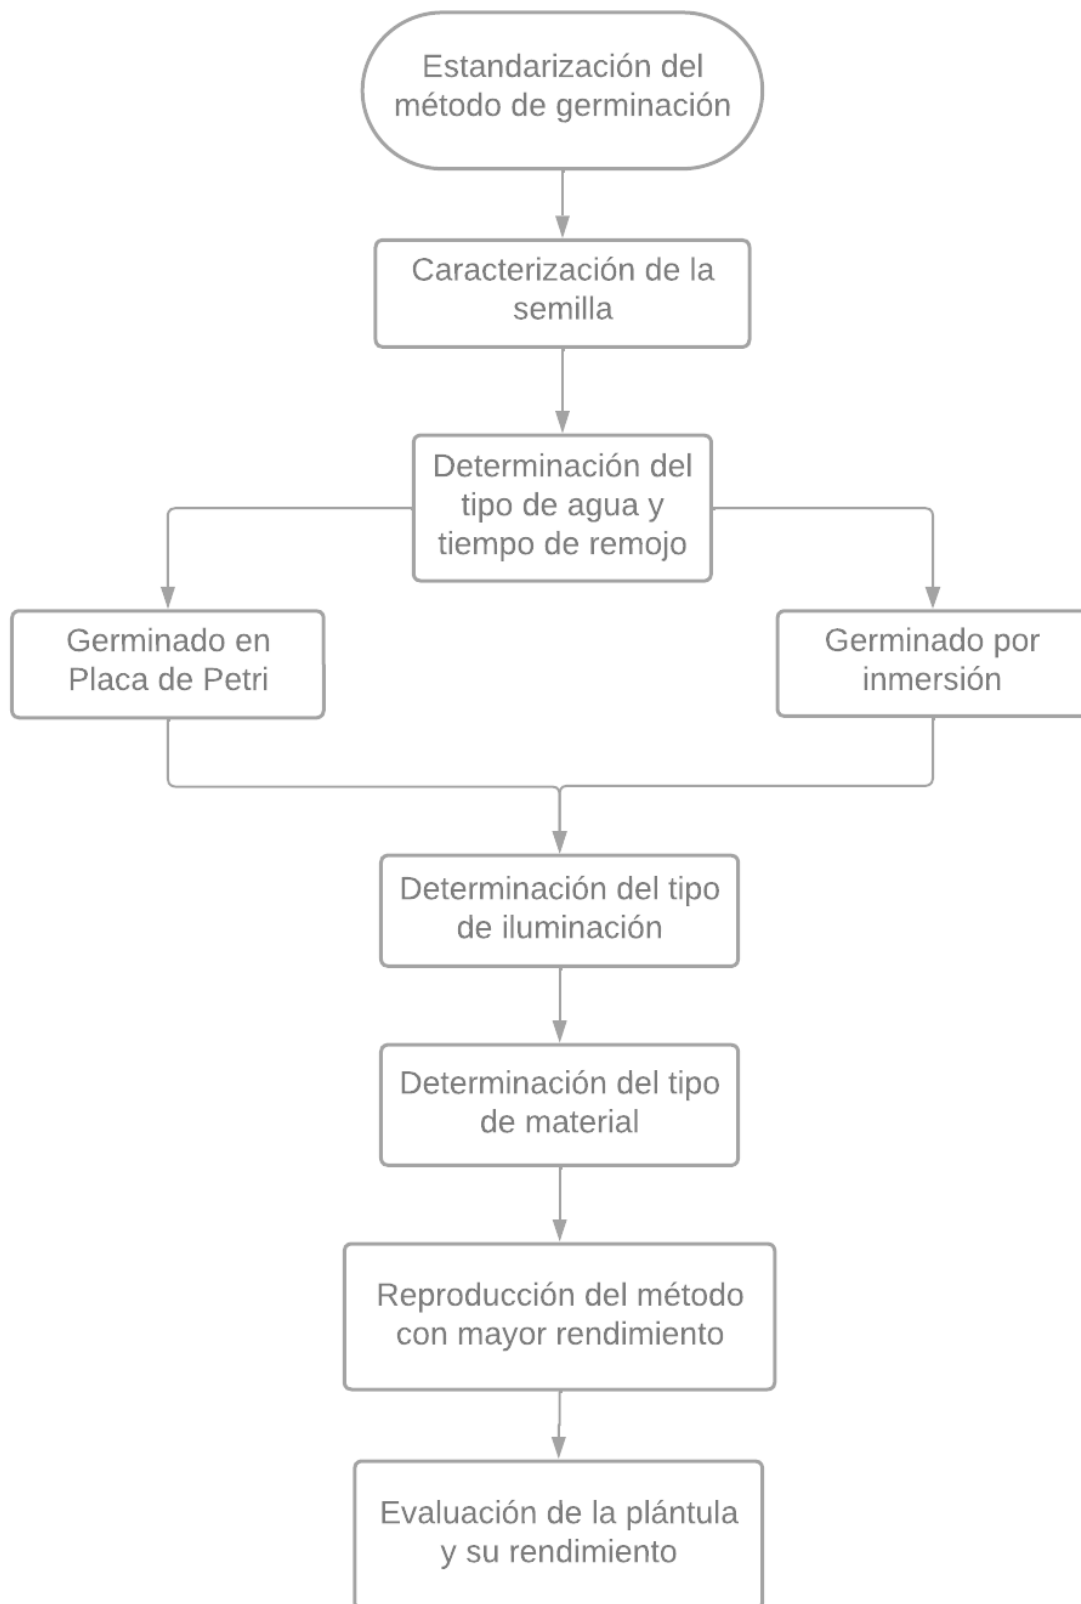 Estandarización del
método de germinación
Caracterización de la
semilla
Determinación del
tipo de agua y
tiempo de remojo
Germinado en
Placa de Petri
Germinado por
inmersión
Determinación del tipo
de iluminación
Determinación del tipo
de material
Reproducción del método
con mayor rendimiento
Evaluación de la plántula
y su rendimiento